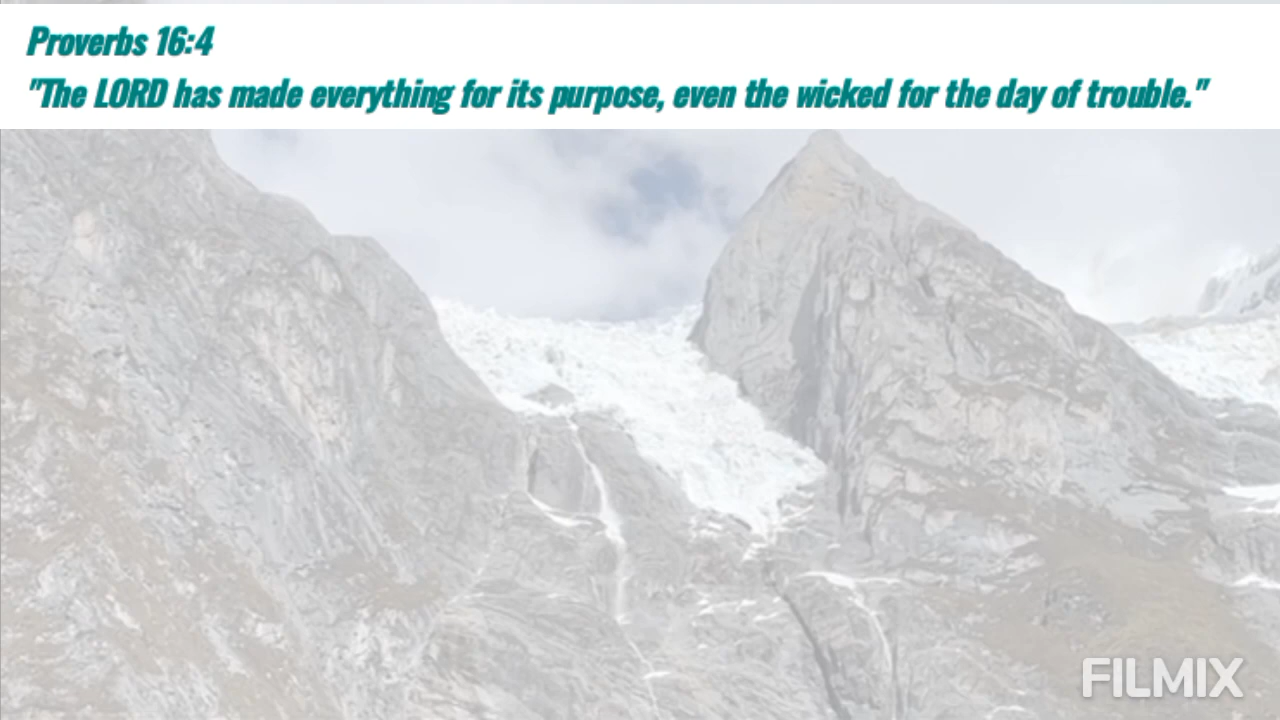 Proverbs 16:4
"The LORD has made everything for its purpose, even the wicked for the day of trouble."
FILMIX